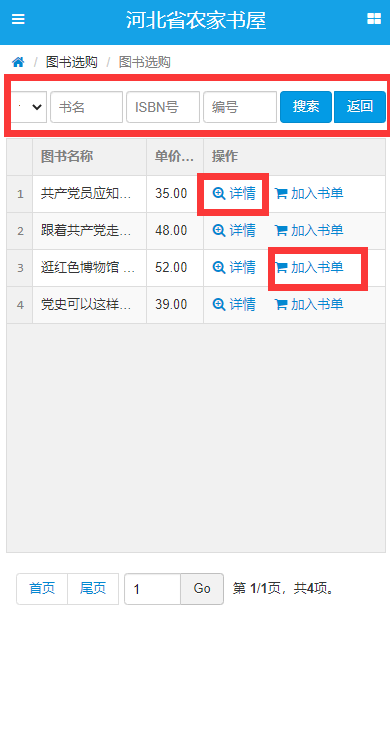 河北省农家书屋
/ 图书选购 / 图书选购
书名 ISBN号 编号 搜索 返回
图书名称 单价... 操作
1 共产党员应知... 35.00 详情 加入书单
2 跟着共产党走... 48.00 详情 加入书单
3 逛红色博物馆 ... 52.00 详情 加入书单
4 党史可以这样... 39.00 详情 加入书单
首页 尾页 1 Go 第 1/1页，共4项。